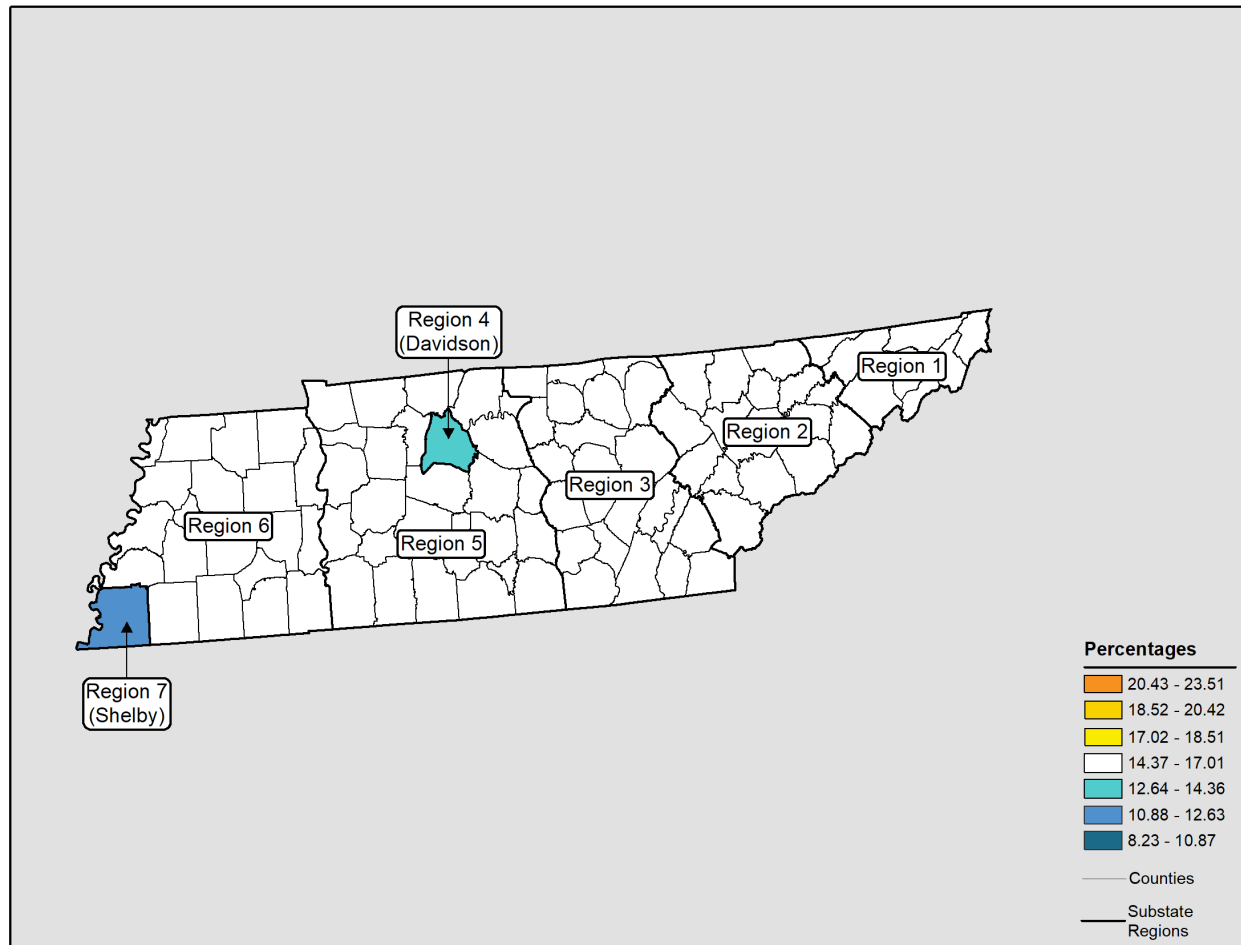 Region 4
(Davidson)
Region 1
Region 2
Region 3
Region 6
Region 5
Region 7
(Shelby)
Percentages
20.43 - 23.51
18.52 - 20.42
17.02 - 18.51
14.37 - 17.01
12.64 - 14.36
10.88 - 12.63
8.23 - 10.87
Counties
Substate
Regions